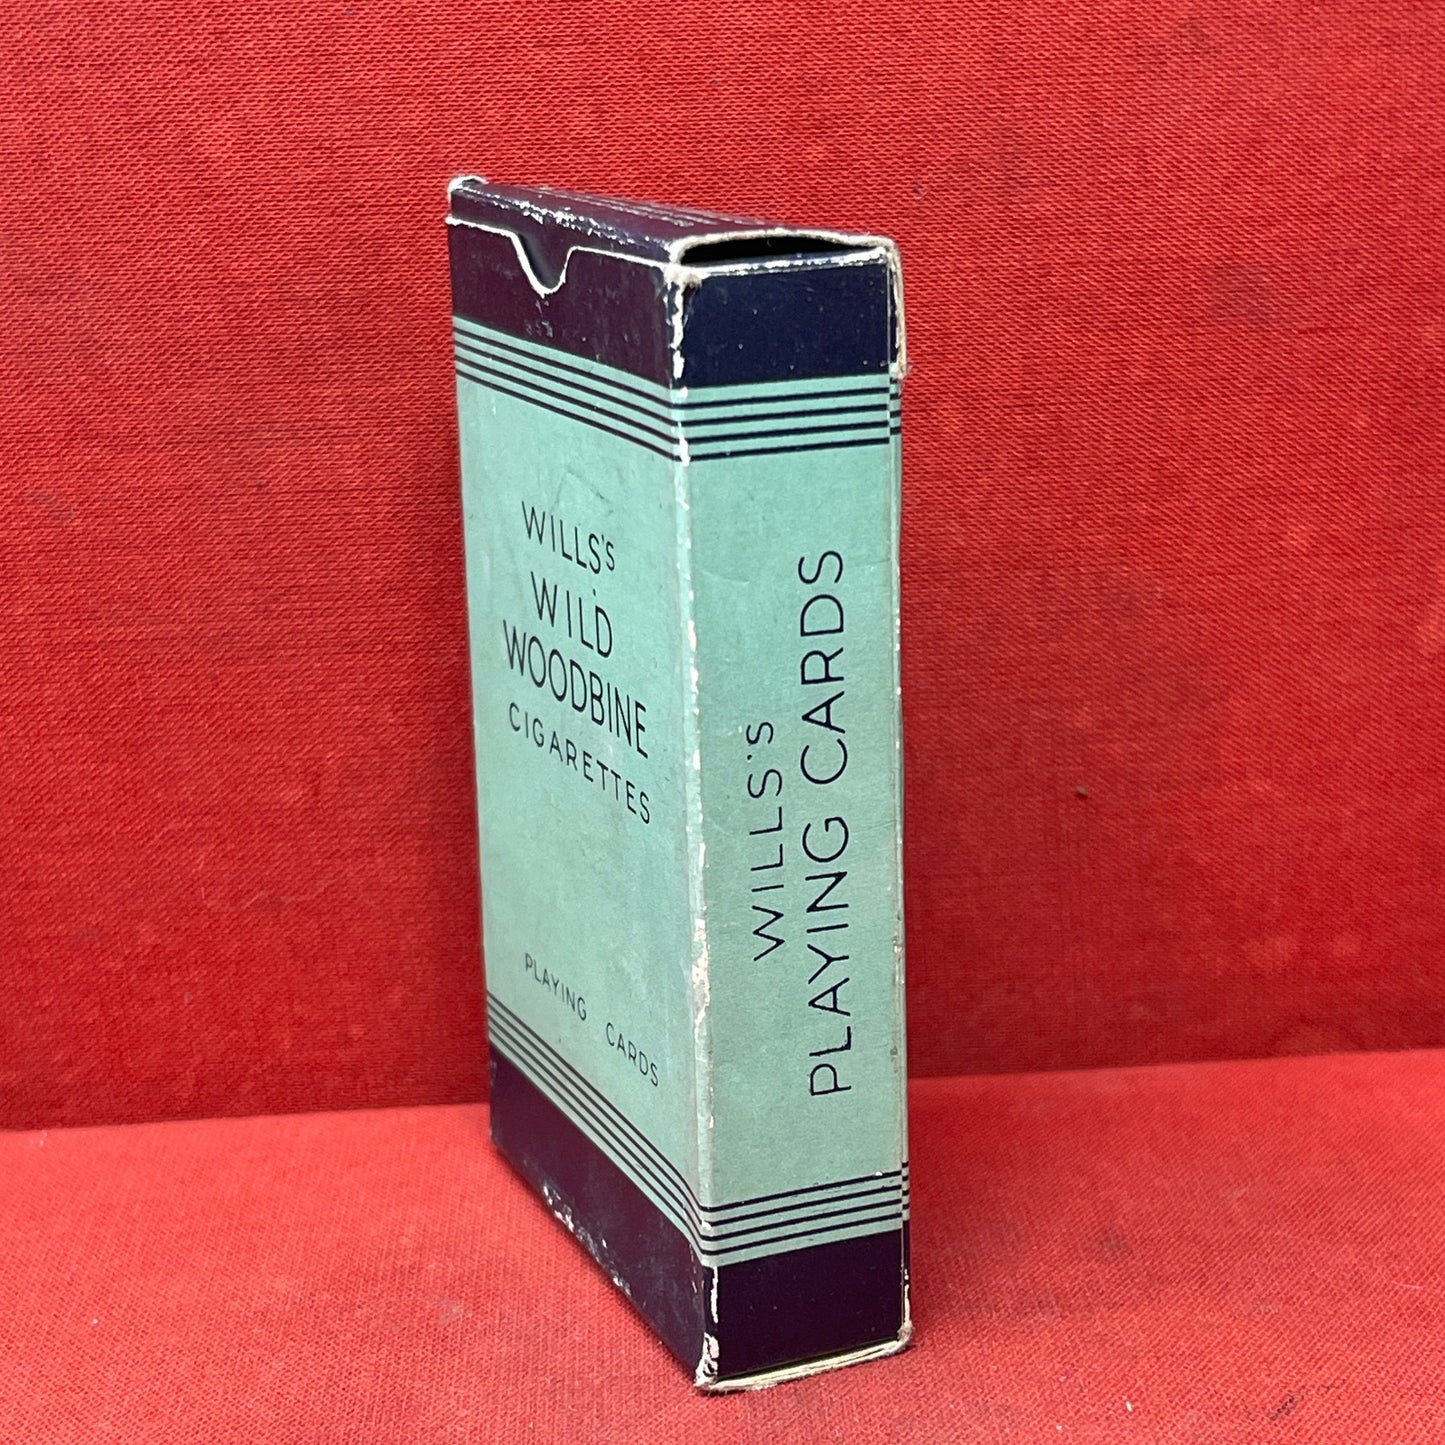 WILLS'S
WILD
WOODBINE
CIGARETTES
PLAYING CARDS
WILLS'S
PLAYING CARDS